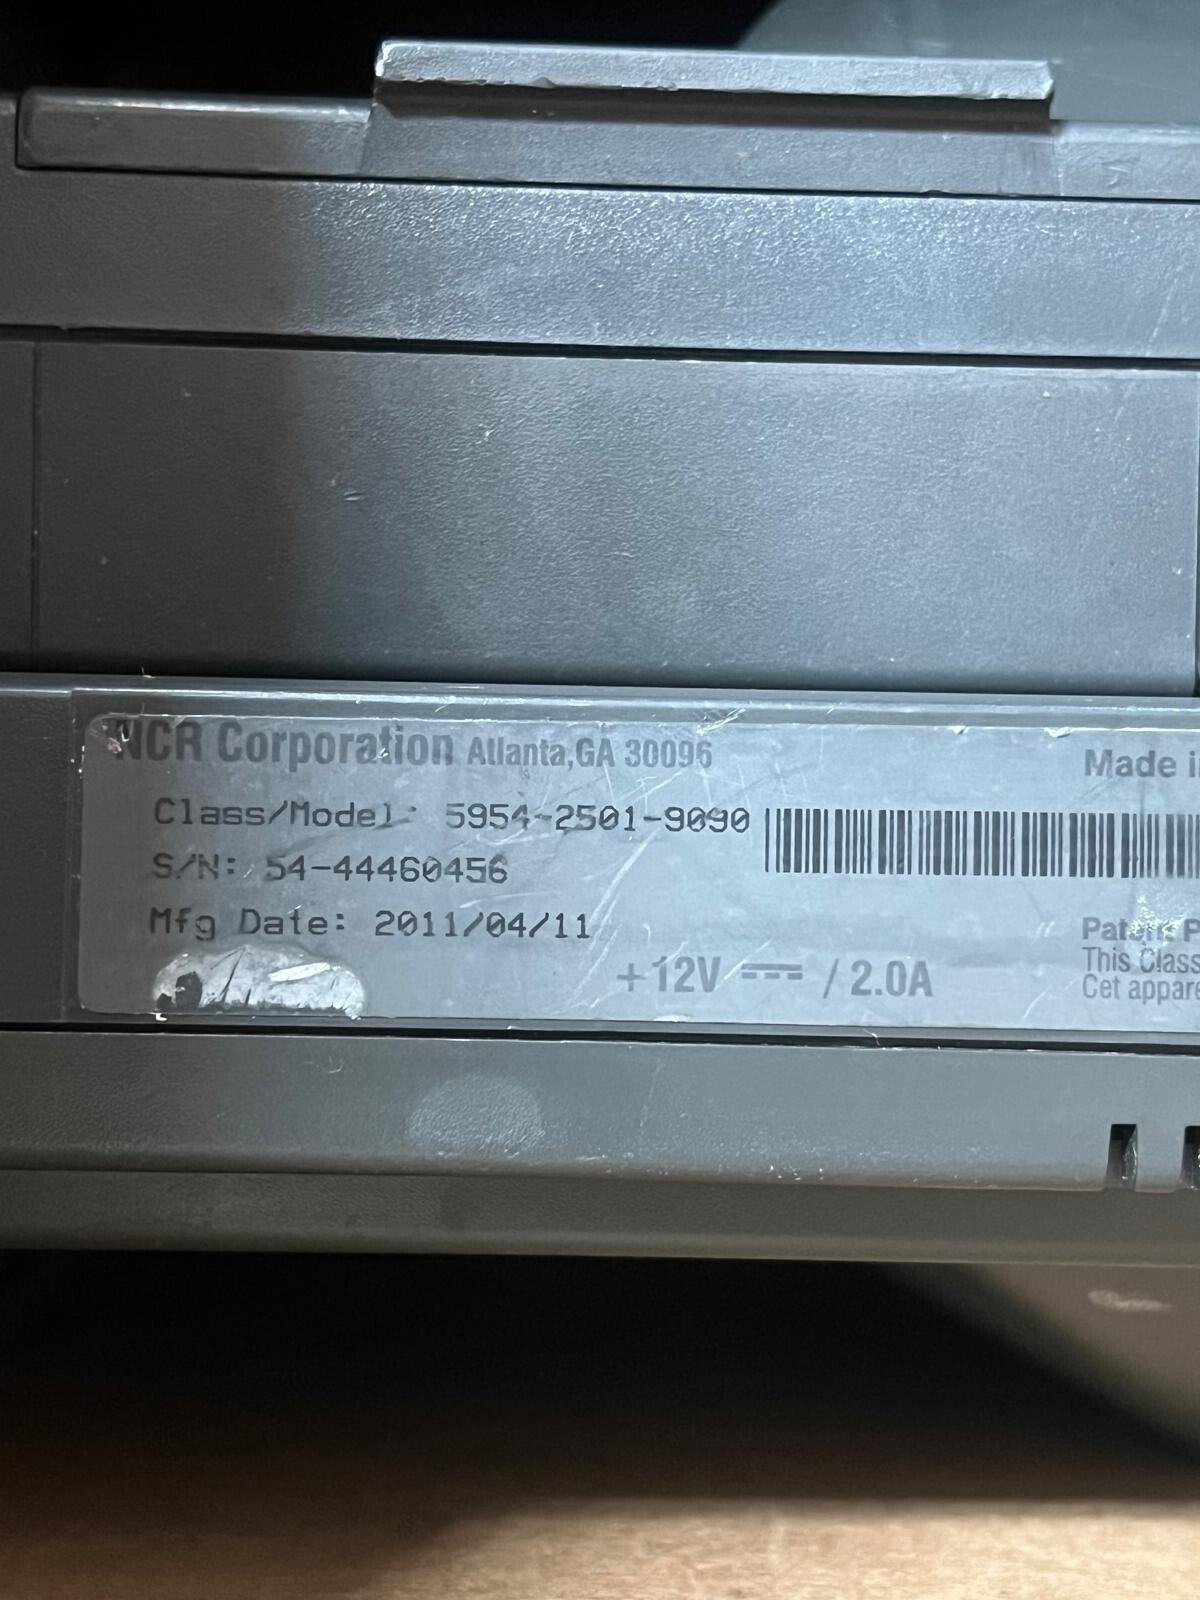 NCR Corporation Atlanta,GA 30096
Made
Class/Model: 5954-2501-9090
S/N: 54-44460456
Mfg Date: 2011/04/11
+12V ⎓ / 2.0A
This Class
Cet